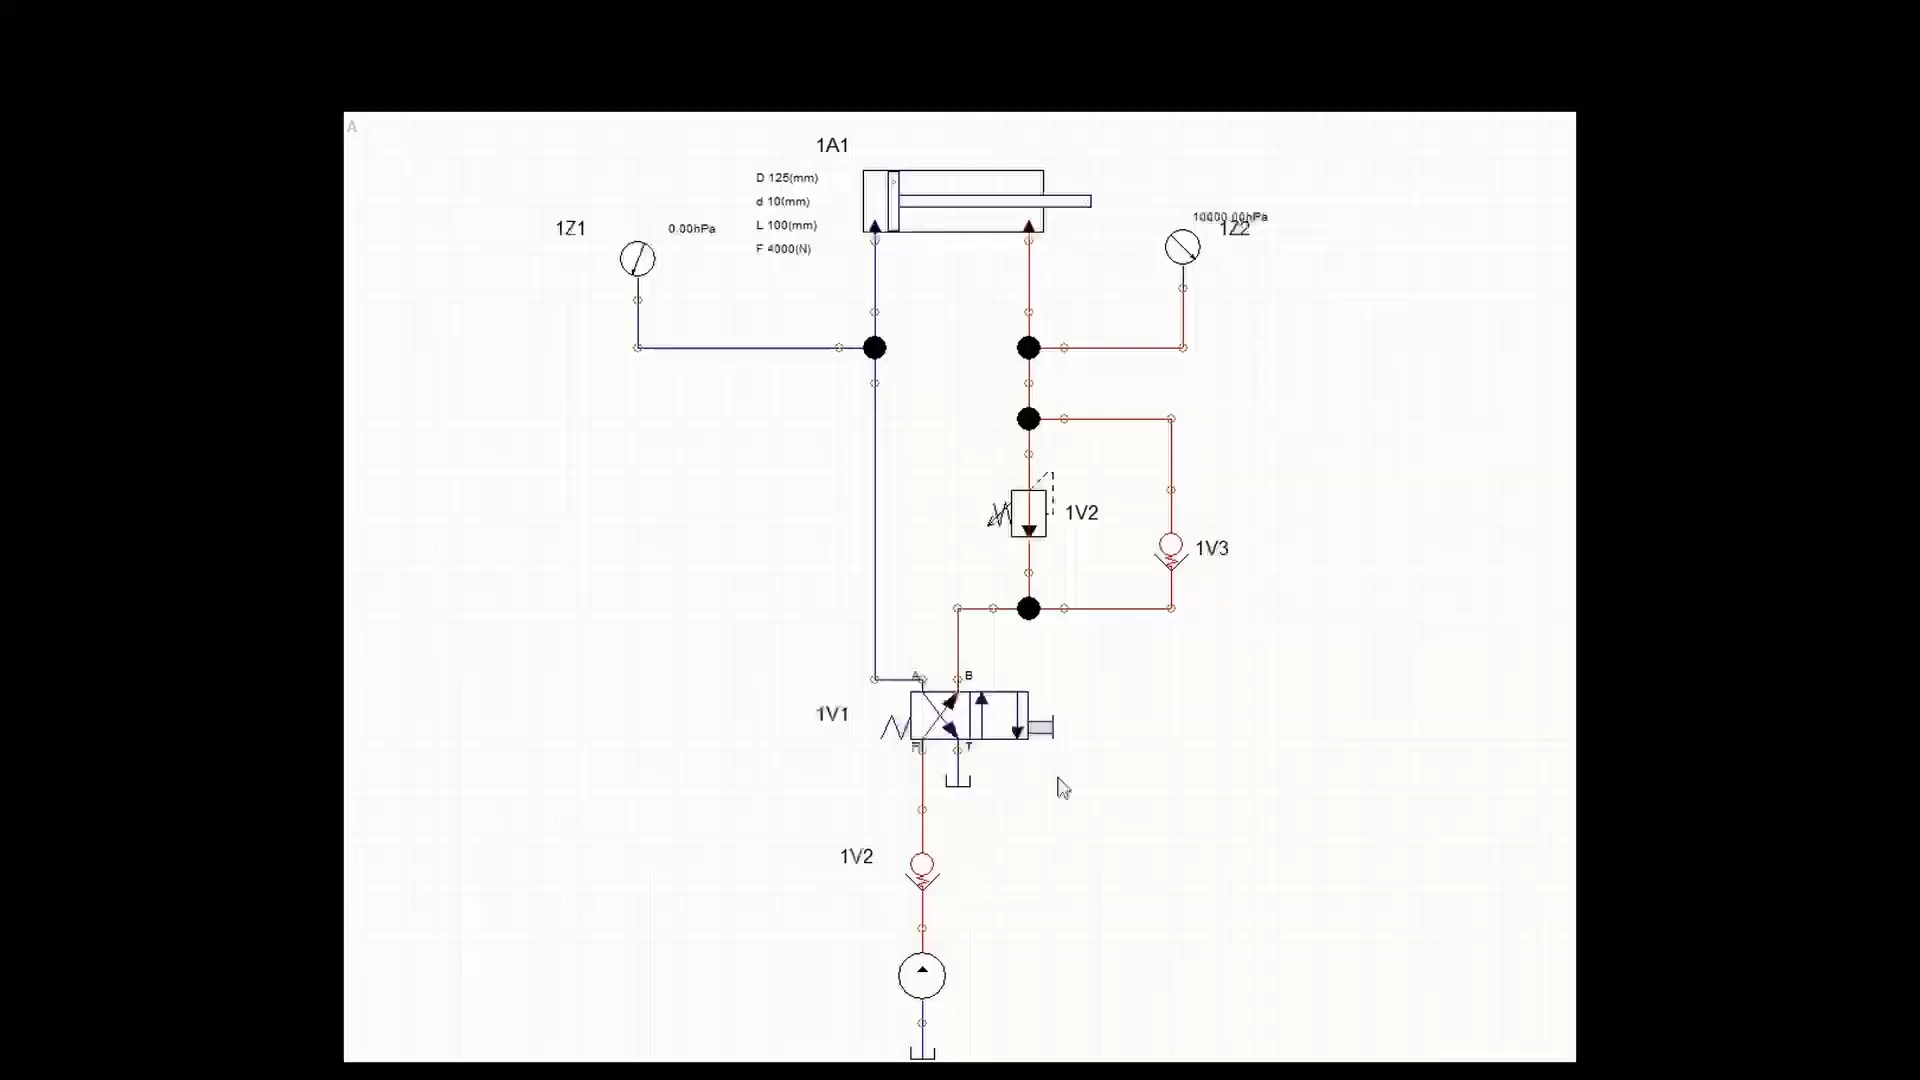 A
1A1
D 125(mm)
d 10(mm)
L 100(mm)
F 4000(N)
1Z1
0.00hPa
10000.00hPa
1Z2
1V2
1V3
A
B
1V1
T
1V2